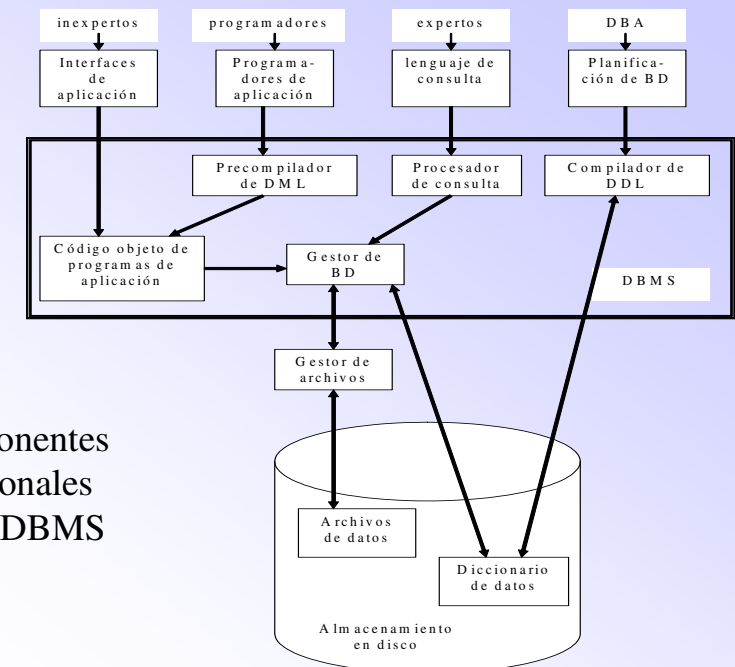 inexpertos
programadores
expertos
DBA
Interfaces
de
aplicación
Programa-
dores de
aplicación
lenguaje de
consulta
Planifica-
ción de BD
Precompilador
de DML
Procesador
de consulta
Compilador de
DDL
Código objeto de
programas de
aplicación
Gestor de
BD
DBMS
Gestor de
archivos
onentes
onales
DBMS
Archivos
de datos
Diccionario
de datos
Almacenamiento
en disco